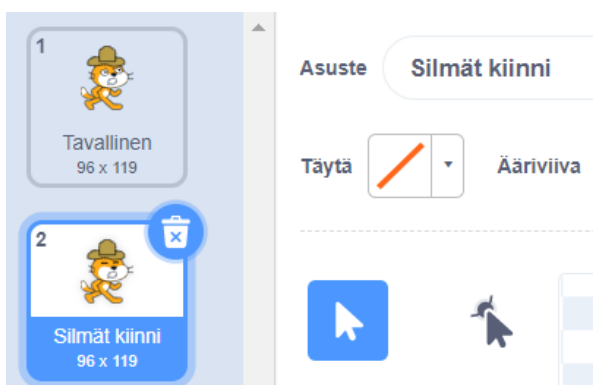 1
Tavallinen
96 x 119
2
Silmät kiinni
96 x 119
Asuste
Silmät kiinni
Täytä
Ääriviiva